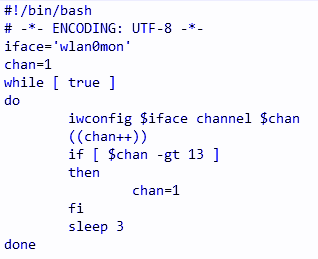 #!/bin/bash
# -*- ENCODING: UTF-8 -*-
iface='wlan0mon'
chan=1
while [ true ]
do
        iwconfig $iface channel $chan
        ((chan++))
        if [ $chan -gt 13 ]
        then
                chan=1
        fi
        sleep 3
done